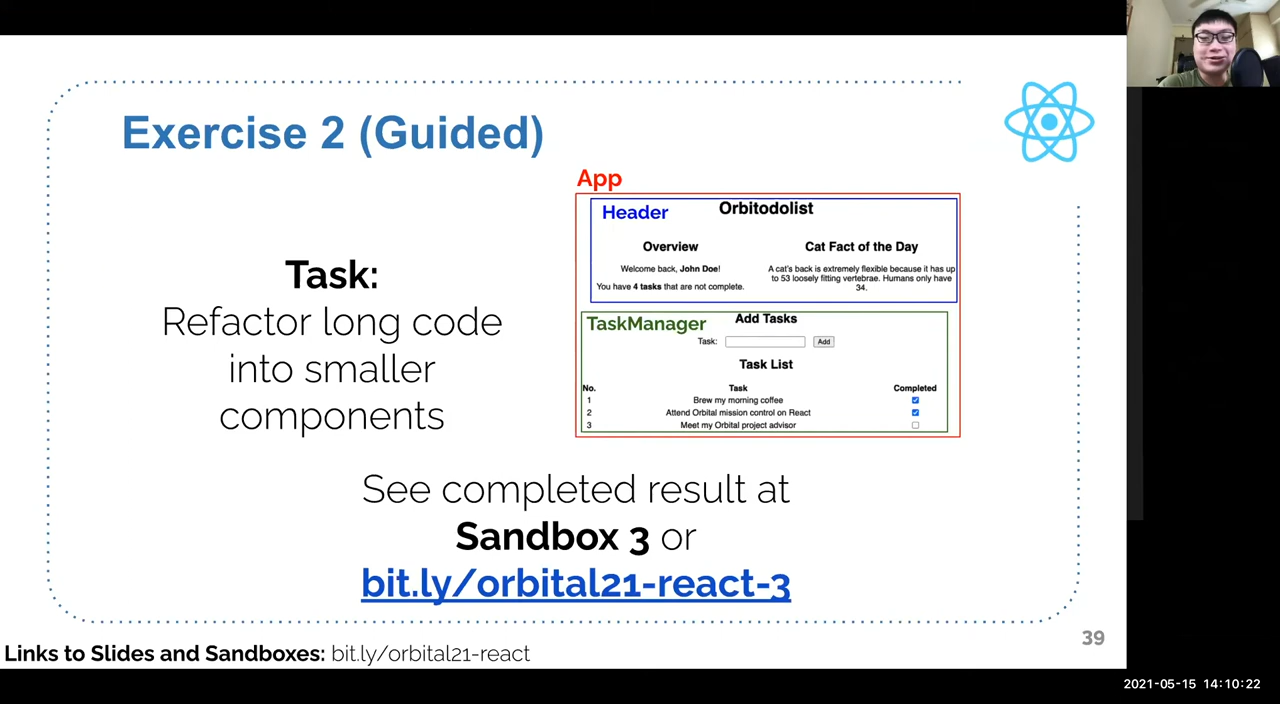 Exercise 2 (Guided)
Task:
Refactor long code
into smaller
components
App
Header
Orbitodolist
Overview
Cat Fact of the Day
Welcome back, John Doe!
A cat's back is extremely flexible because it has up
to 53 loosely fitting vertebrae. Humans only have
34.
You have 4 tasks that are not complete.
TaskManager
Add Tasks
Task:
Add
Task List
No. Task Completed
1 Brew my morning coffee
2 Attend Orbital mission control on React
3 Meet my Orbital project advisor
See completed result at
Sandbox 3 or
bit.ly/orbital21-react-3
39
Links to Slides and Sandboxes: bit.ly/orbital21-react
2021-05-15 14:10:22